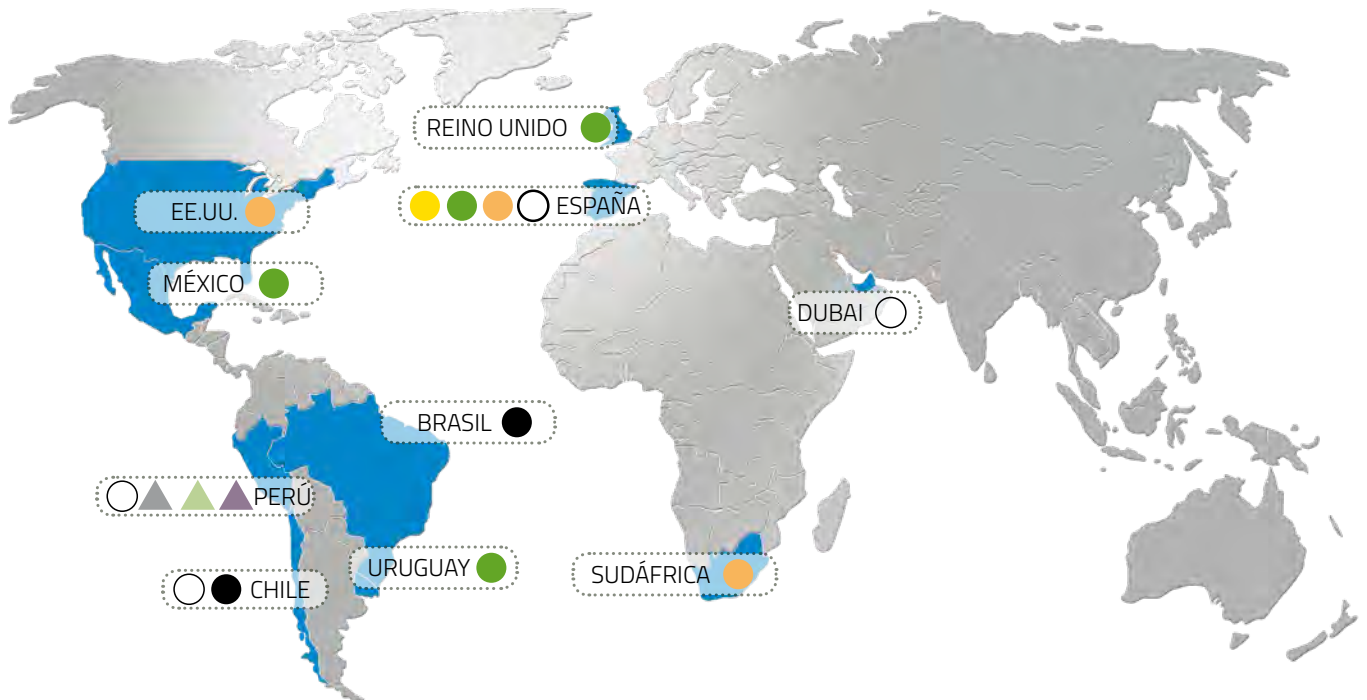 REINO UNIDO
EE.UU.
ESPAÑA
MÉXICO
DUBAI
BRASIL
PERÚ
URUGUAY
SUDÁFRICA
CHILE